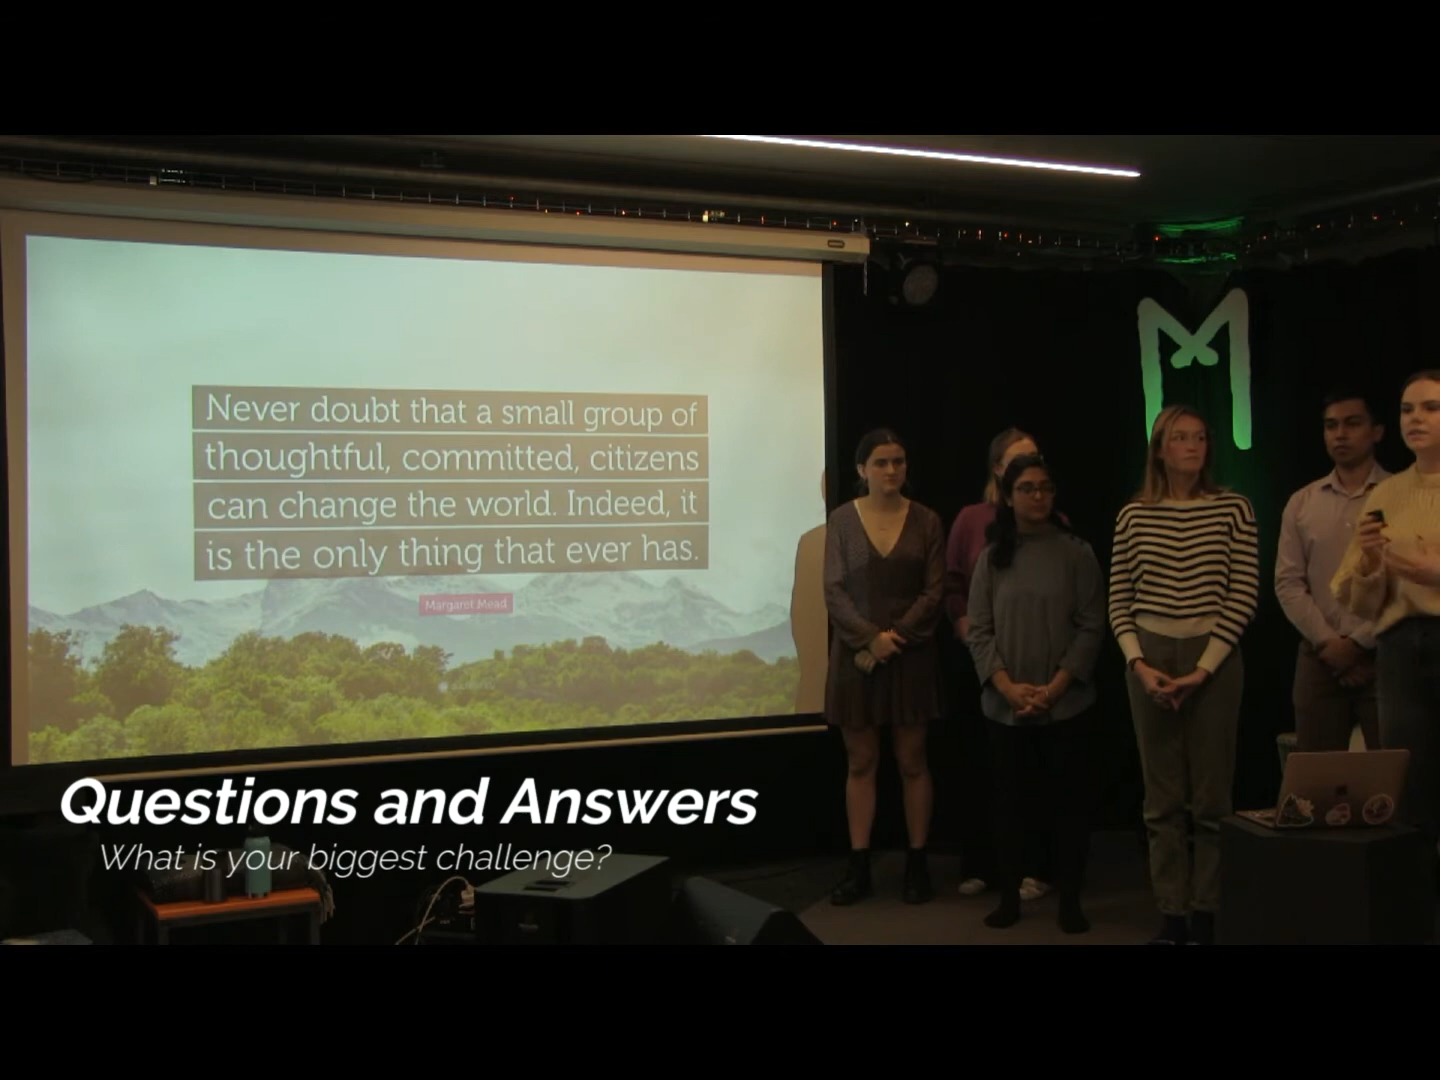 Never doubt that a small group of
thoughtful, committed, citizens
can change the world. Indeed, it
is the only thing that ever has.
Margaret Mead
Questions and Answers
What is your biggest challenge?